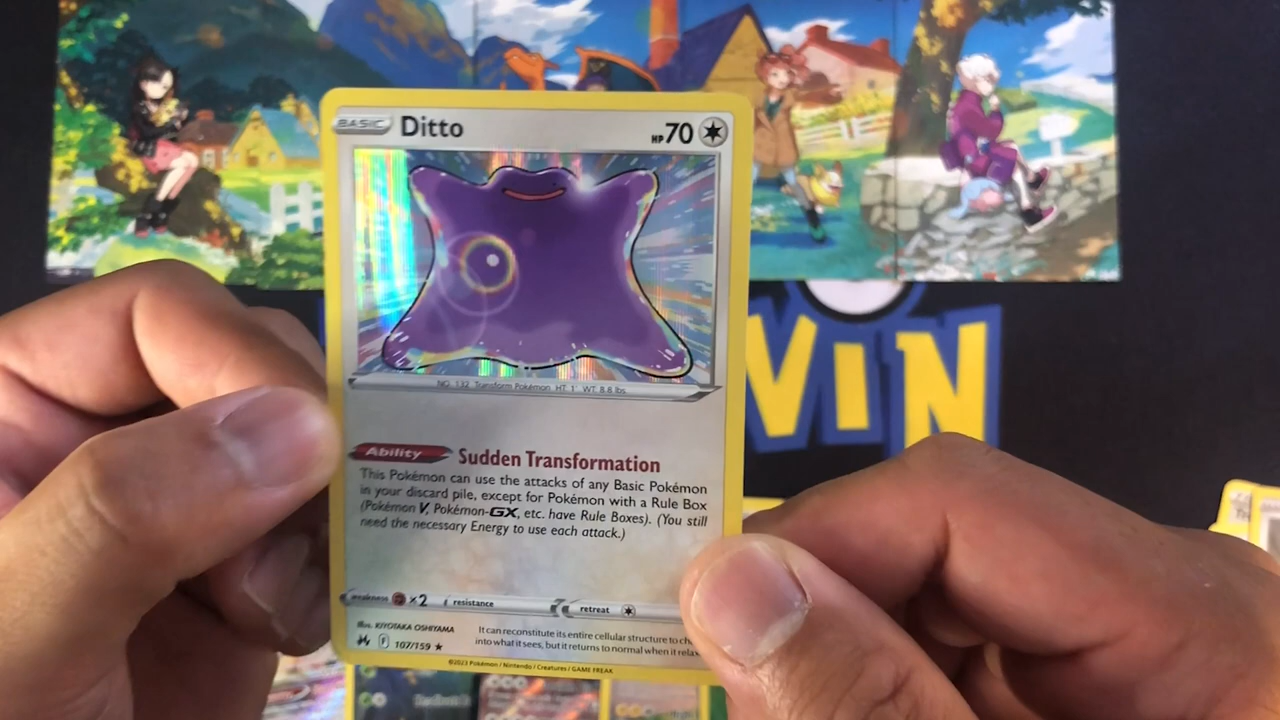 BASIC Ditto HP 70
NO. 132 Transform Pokémon HT. 1' WT. 8.8 lbs.
Ability Sudden Transformation
This Pokémon can use the attacks of any Basic Pokémon
in your discard pile, except for Pokémon with a Rule Box
(Pokémon V, Pokémon-GX, etc. have Rule Boxes). (You still
need the necessary Energy to use each attack.)
weakness ×2 resistance retreat
Illus. KIYOTAKA OSHIYAMA
It can reconstitute its entire cellular structure to
into what it sees, but it returns to normal when it
F 107/159 ★
©2023 Pokémon / Nintendo / Creatures / GAME FREAK
VIN